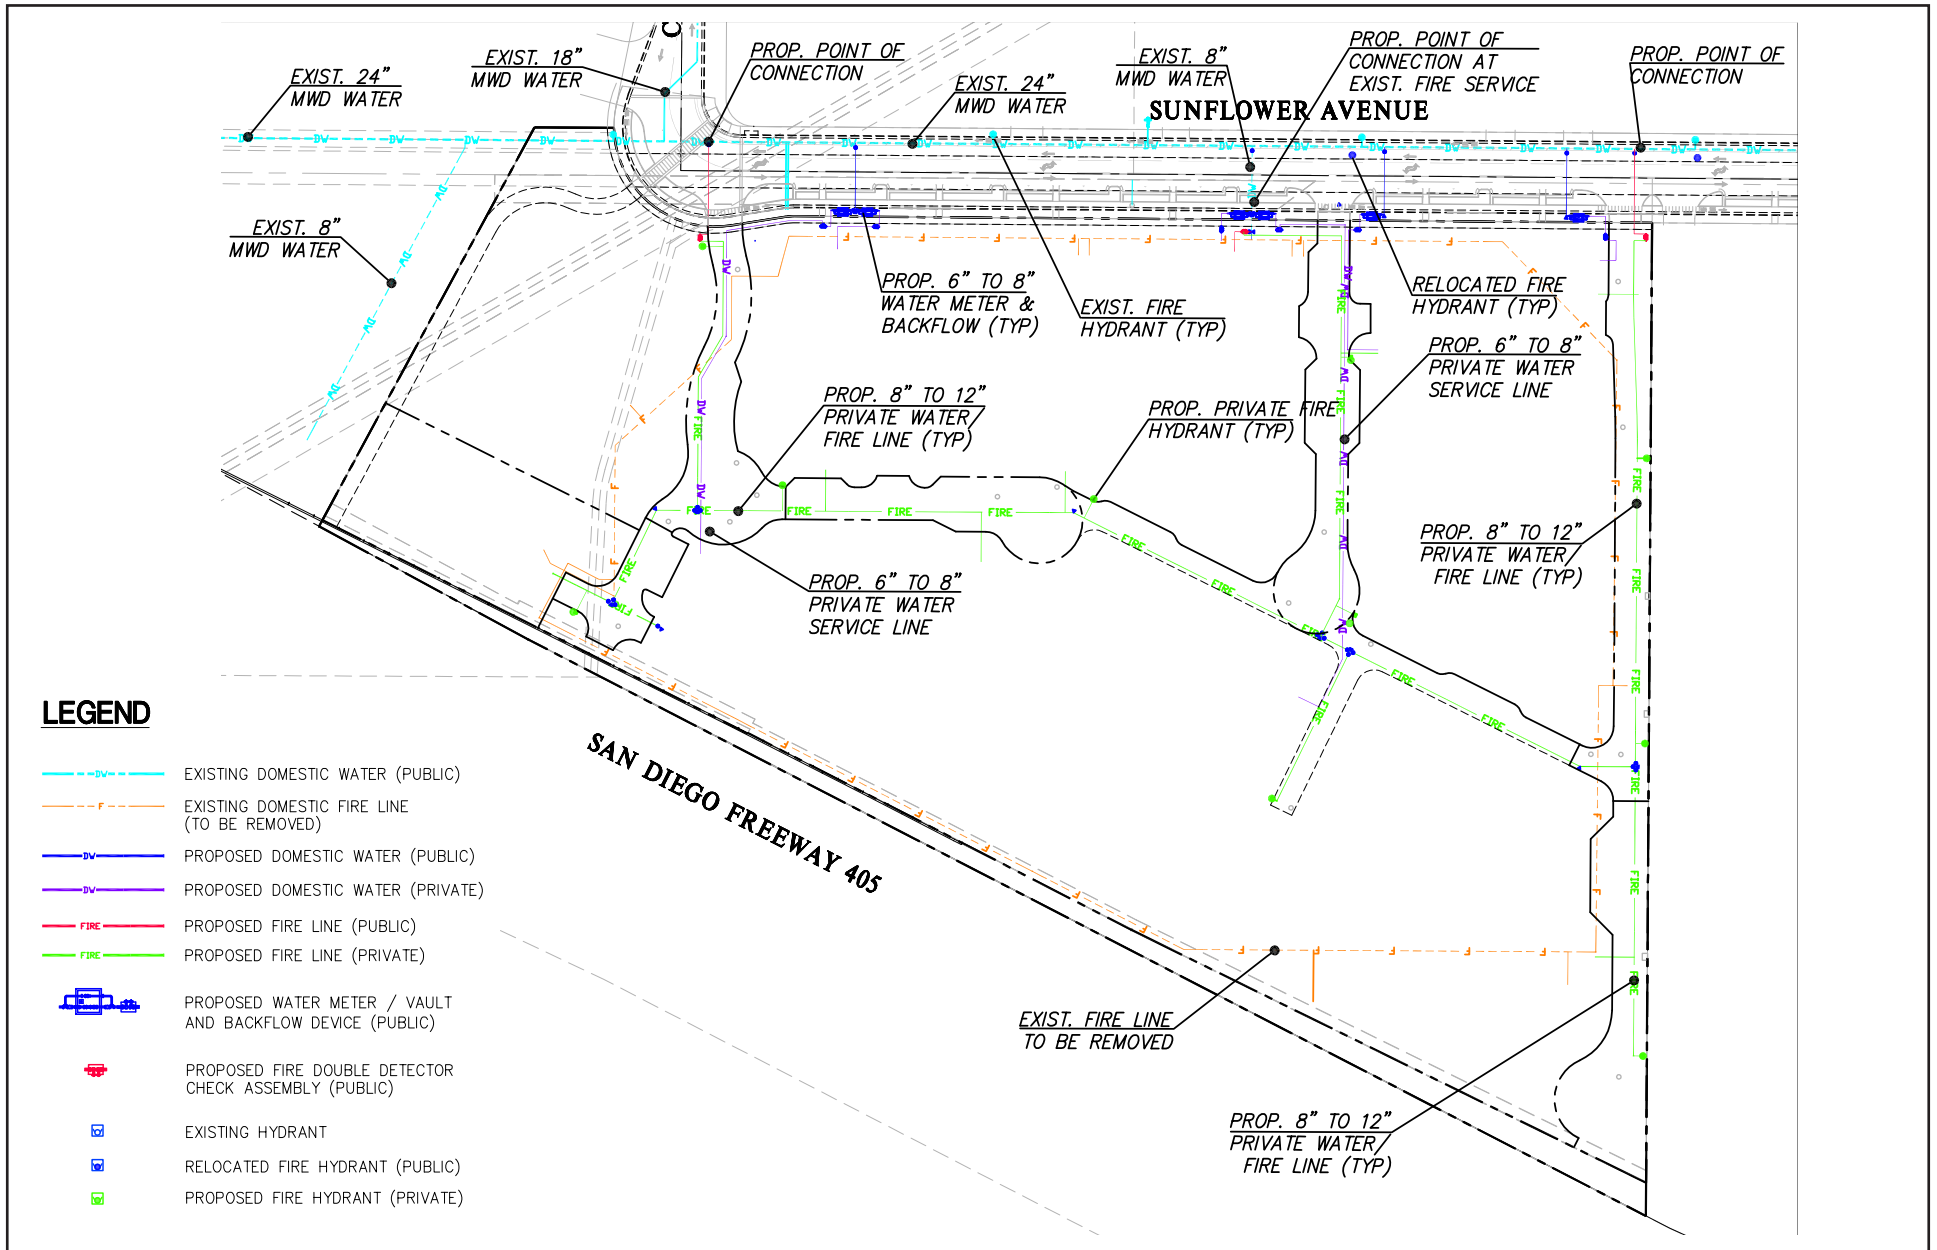 C
EXIST. 24”
MWD WATER
EXIST. 18”
MWD WATER
PROP. POINT OF
CONNECTION
EXIST. 24”
MWD WATER
EXIST. 8”
MWD WATER
PROP. POINT OF
CONNECTION AT
EXIST. FIRE SERVICE
PROP. POINT OF
CONNECTION
SUNFLOWER AVENUE
EXIST. 8”
MWD WATER
PROP. 6” TO 8”
WATER METER &
BACKFLOW (TYP)
EXIST. FIRE
HYDRANT (TYP)
RELOCATED FIRE
HYDRANT (TYP)
PROP. 6” TO 8”
PRIVATE WATER
SERVICE LINE
PROP. 8” TO 12”
PRIVATE WATER/
FIRE LINE (TYP)
PROP. PRIVATE FIRE
HYDRANT (TYP)
PROP. 8” TO 12”
PRIVATE WATER/
FIRE LINE (TYP)
PROP. 6” TO 8”
PRIVATE WATER
SERVICE LINE
SAN DIEGO FREEWAY 405
EXIST. FIRE LINE
TO BE REMOVED
PROP. 8” TO 12”
PRIVATE WATER/
FIRE LINE (TYP)
LEGEND
DW EXISTING DOMESTIC WATER (PUBLIC)
F EXISTING DOMESTIC FIRE LINE
(TO BE REMOVED)
DW PROPOSED DOMESTIC WATER (PUBLIC)
DW PROPOSED DOMESTIC WATER (PRIVATE)
FIRE PROPOSED FIRE LINE (PUBLIC)
FIRE PROPOSED FIRE LINE (PRIVATE)
PROPOSED WATER METER / VAULT
AND BACKFLOW DEVICE (PUBLIC)
PROPOSED FIRE DOUBLE DETECTOR
CHECK ASSEMBLY (PUBLIC)
EXISTING HYDRANT
RELOCATED FIRE HYDRANT (PUBLIC)
PROPOSED FIRE HYDRANT (PRIVATE)